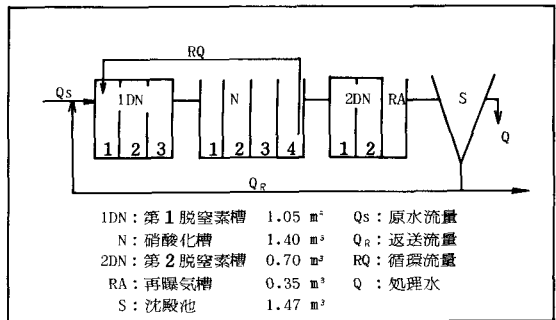 RQ
Qs
1DN
N
2DN
RA
S
1 2 3
1 2 3 4
1 2
Q
Q_R
1DN：第1脱窒素槽 1.05 m³ Qs：原水流量
N：硝酸化槽 1.40 m³ Q_R：返送流量
2DN：第2脱窒素槽 0.70 m³ RQ：循環流量
RA：再曝気槽 0.35 m³ Q：処理水
S：沈殿池 1.47 m³